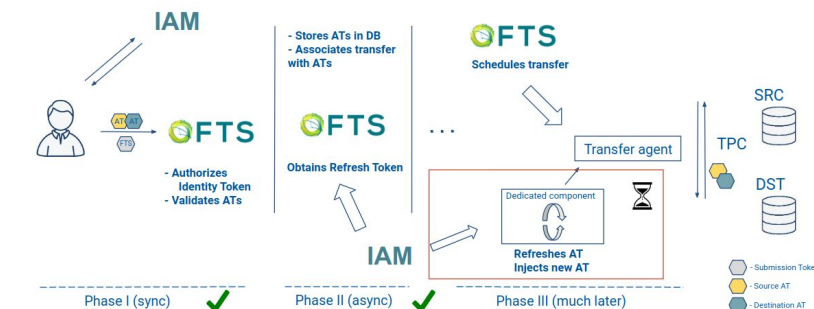 IAM
AT
AT
FTS
FTS
- Authorizes
Identity Token
- Validates ATs
Phase I (sync)
- Stores ATs in DB
- Associates transfer
with ATs
FTS
Obtains Refresh Token
IAM
Phase II (async)
...
FTS
Schedules transfer
Transfer agent
Dedicated component
Refreshes AT
Injects new AT
Phase III (much later)
SRC
TPC
DST
- Submission Toke
- Source AT
- Destination AT